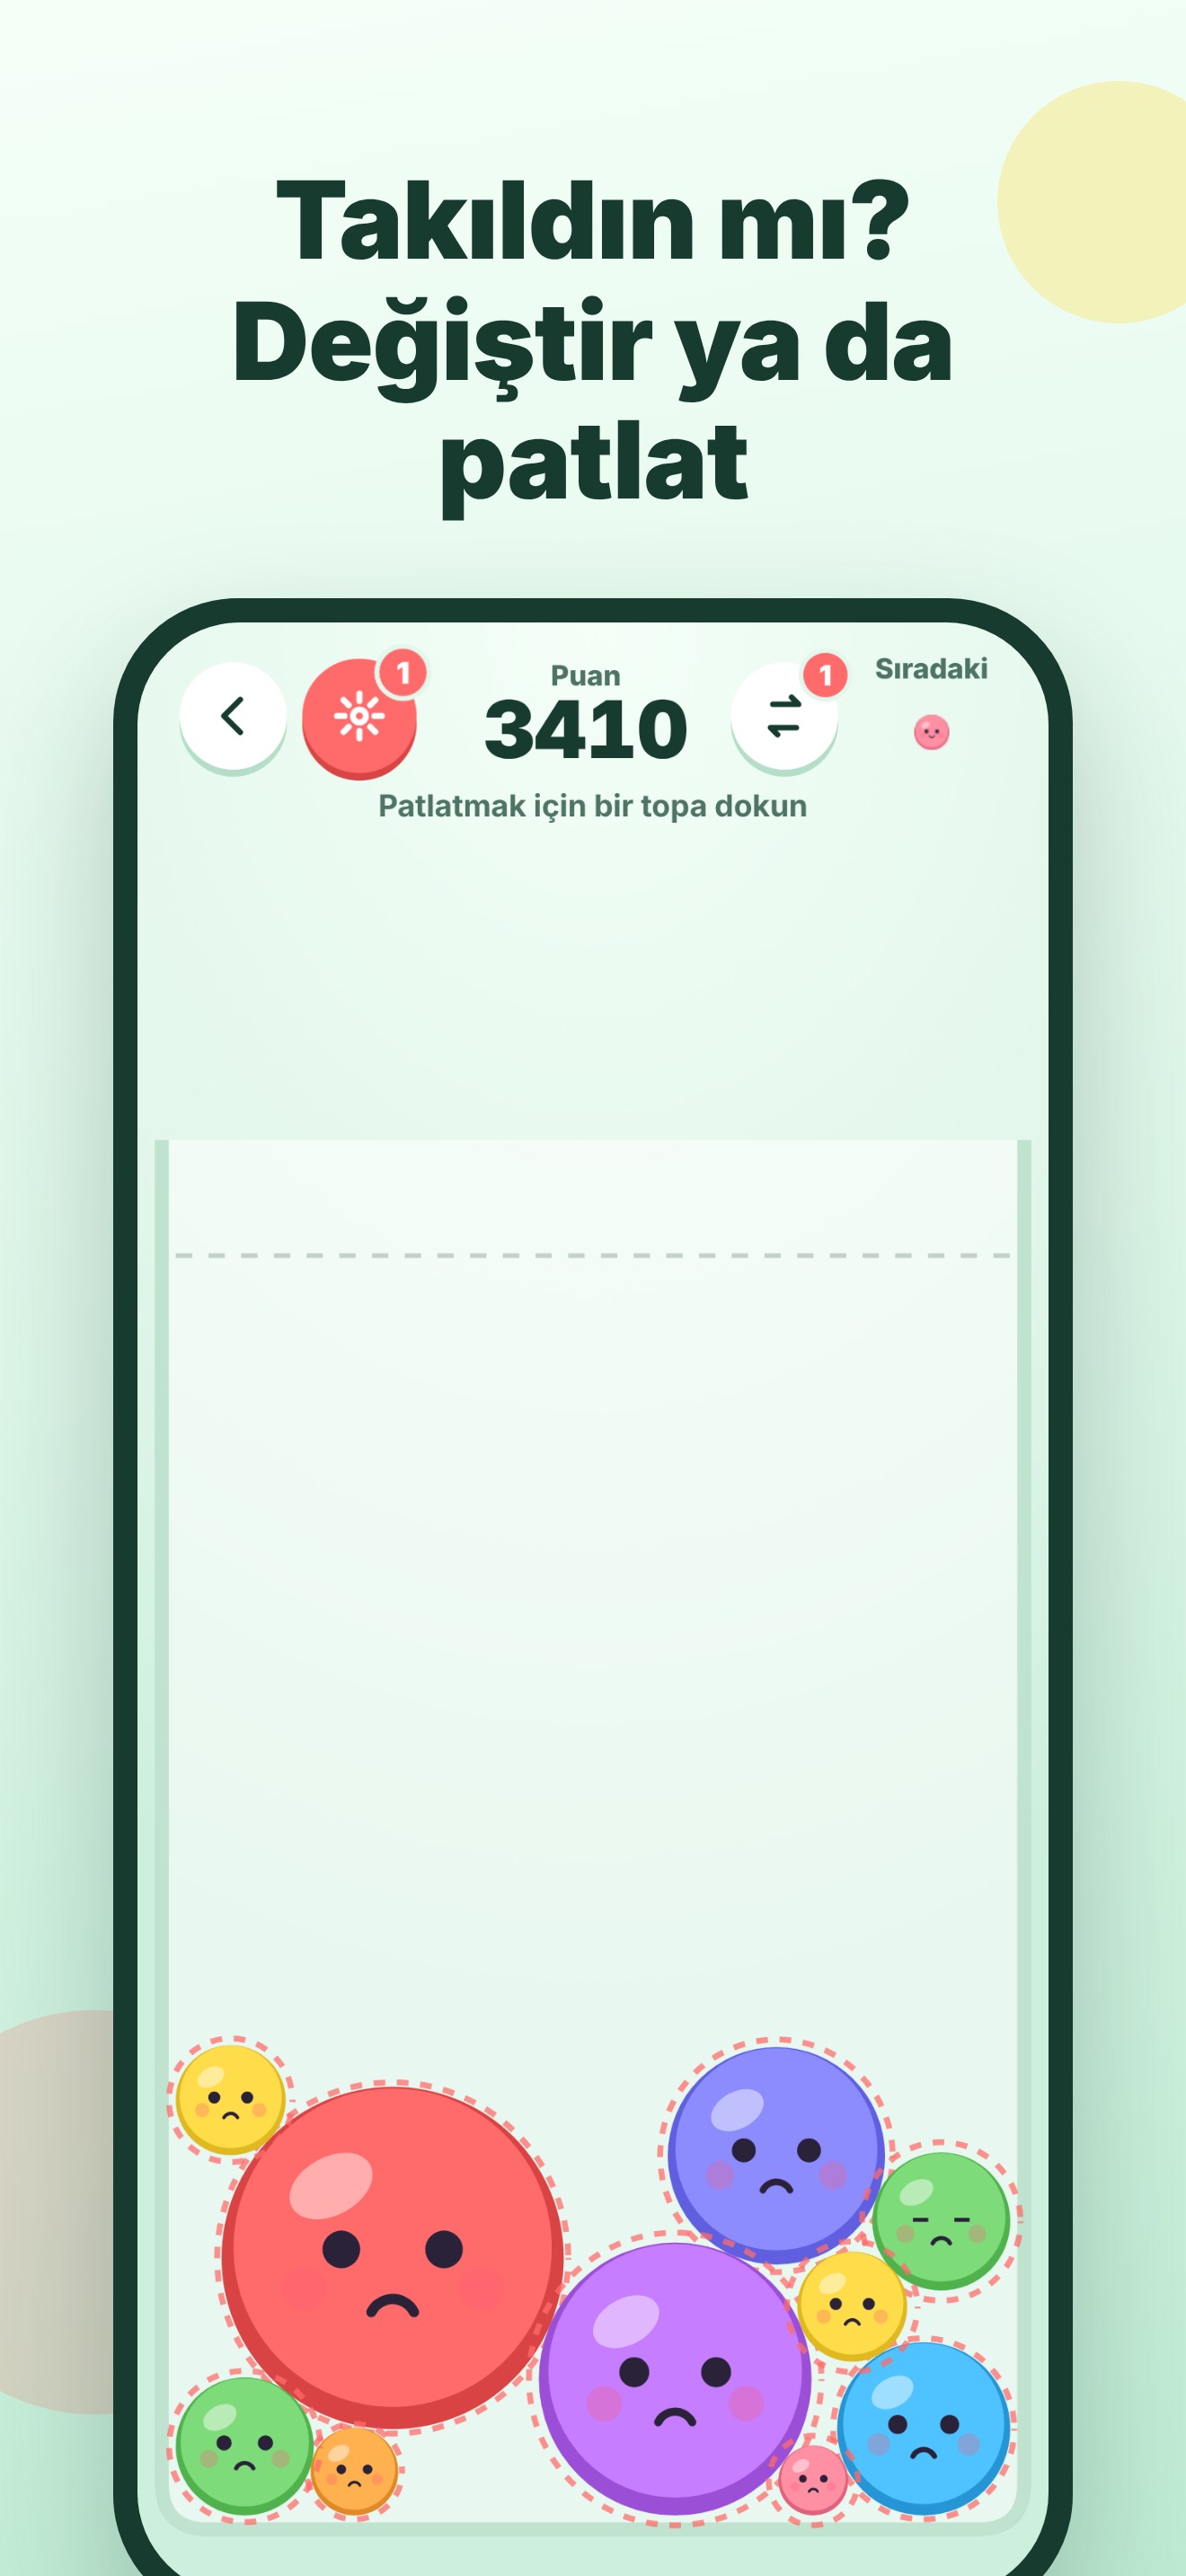 Takıldın mı?
Değiştir ya da
patlat
1
Puan
3410
1
Sıradaki
Patlatmak için bir topa dokun